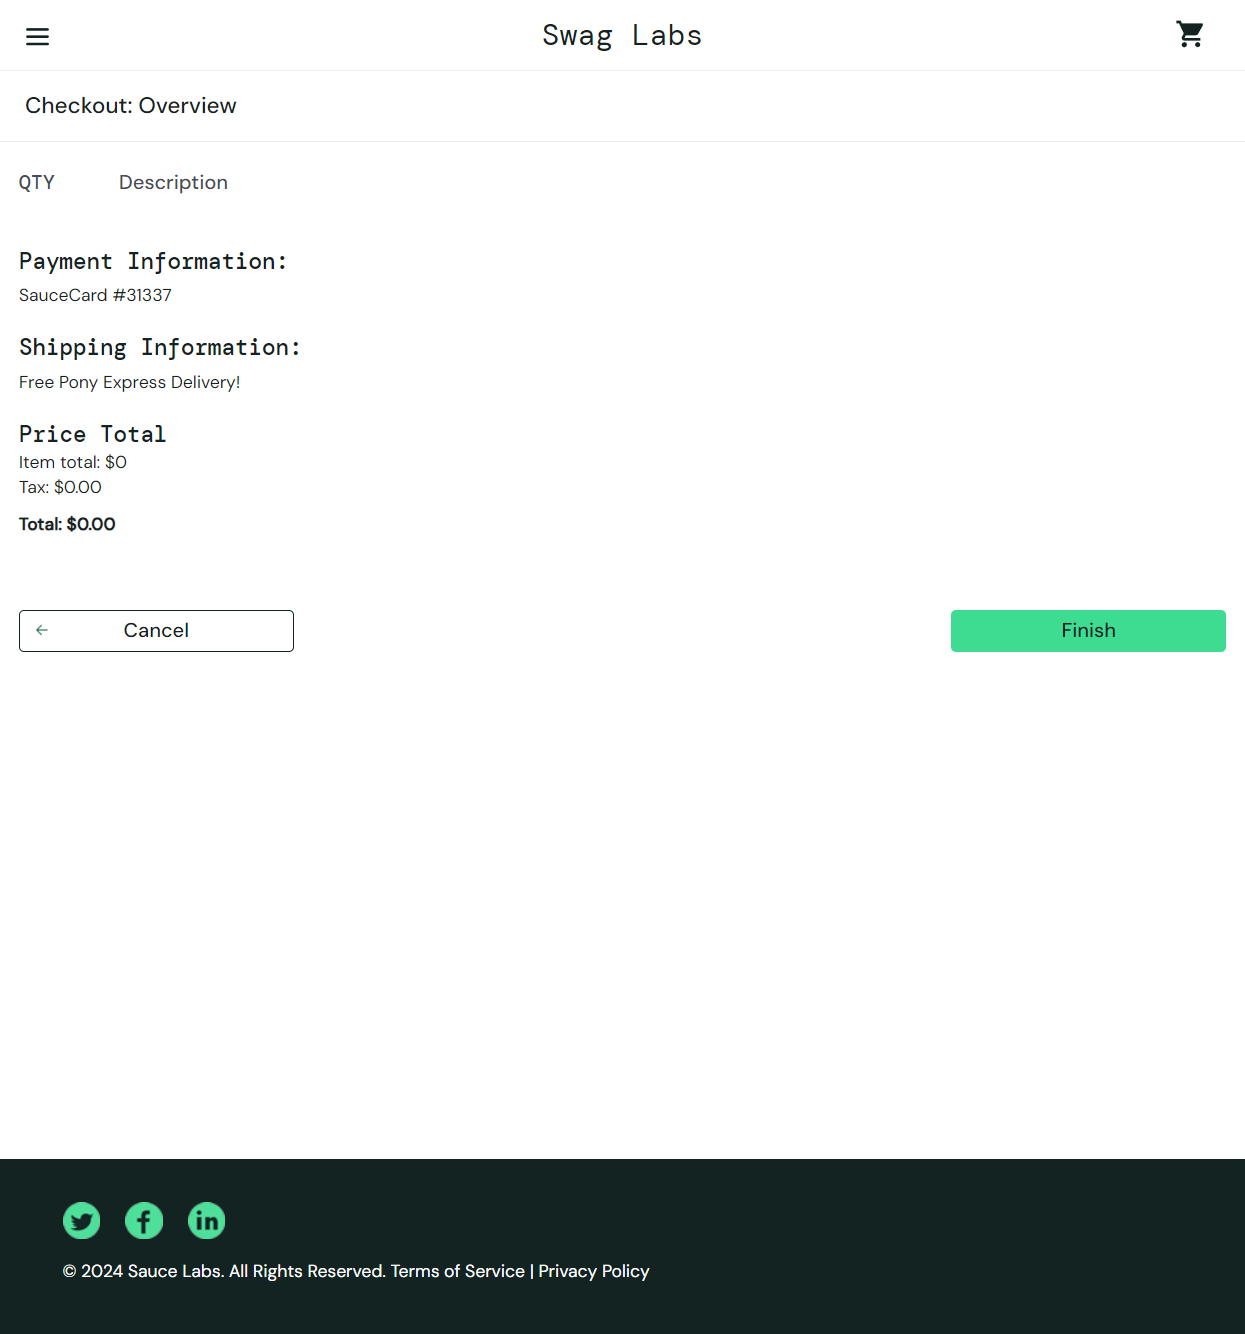 Swag Labs
Checkout: Overview
QTY Description
Payment Information:
SauceCard #31337
Shipping Information:
Free Pony Express Delivery!
Price Total
Item total: $0
Tax: $0.00
Total: $0.00
Cancel Finish
© 2024 Sauce Labs. All Rights Reserved. Terms of Service | Privacy Policy